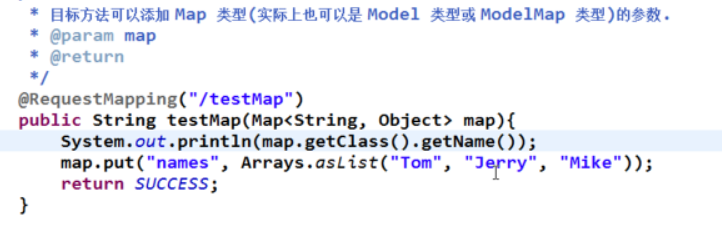 * 目标方法可以添加 Map 类型(实际上也可以是 Model 类型或 ModelMap 类型)的参数.
* @param map
* @return
*/
@RequestMapping("/testMap")
public String testMap(Map<String, Object> map){
System.out.println(map.getClass().getName());
map.put("names", Arrays.asList("Tom", "Jerry", "Mike"));
return SUCCESS;
}